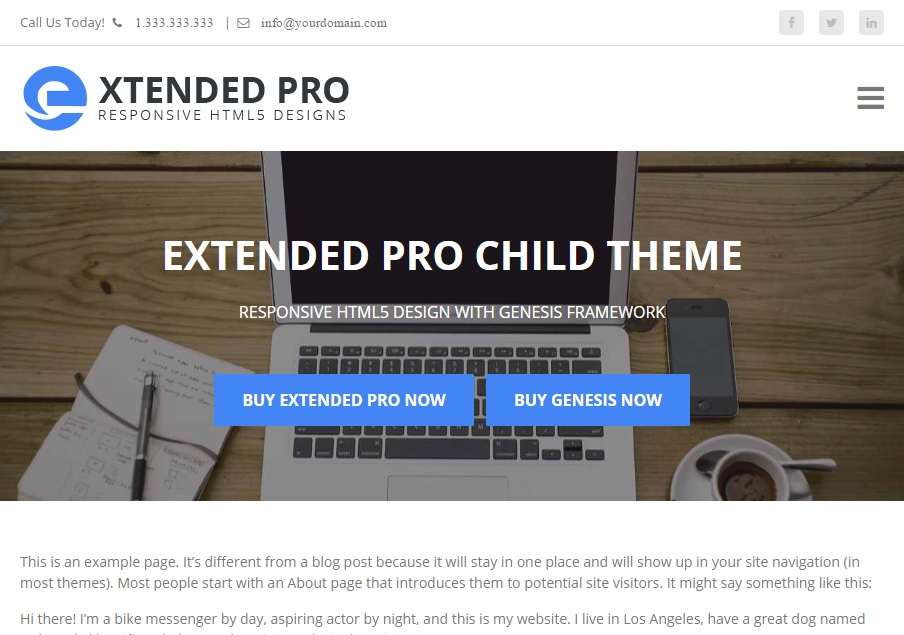 Call Us Today! 1.333.333.333 | info@yourdomain.com
XTENDED PRO
RESPONSIVE HTML5 DESIGNS
EXTENDED PRO CHILD THEME
RESPONSIVE HTML5 DESIGN WITH GENESIS FRAMEWORK
BUY EXTENDED PRO NOW
BUY GENESIS NOW
This is an example page. It’s different from a blog post because it will stay in one place and will show up in your site navigation (in
most themes). Most people start with an About page that introduces them to potential site visitors. It might say something like this:
Hi there! I’m a bike messenger by day, aspiring actor by night, and this is my website. I live in Los Angeles, have a great dog named